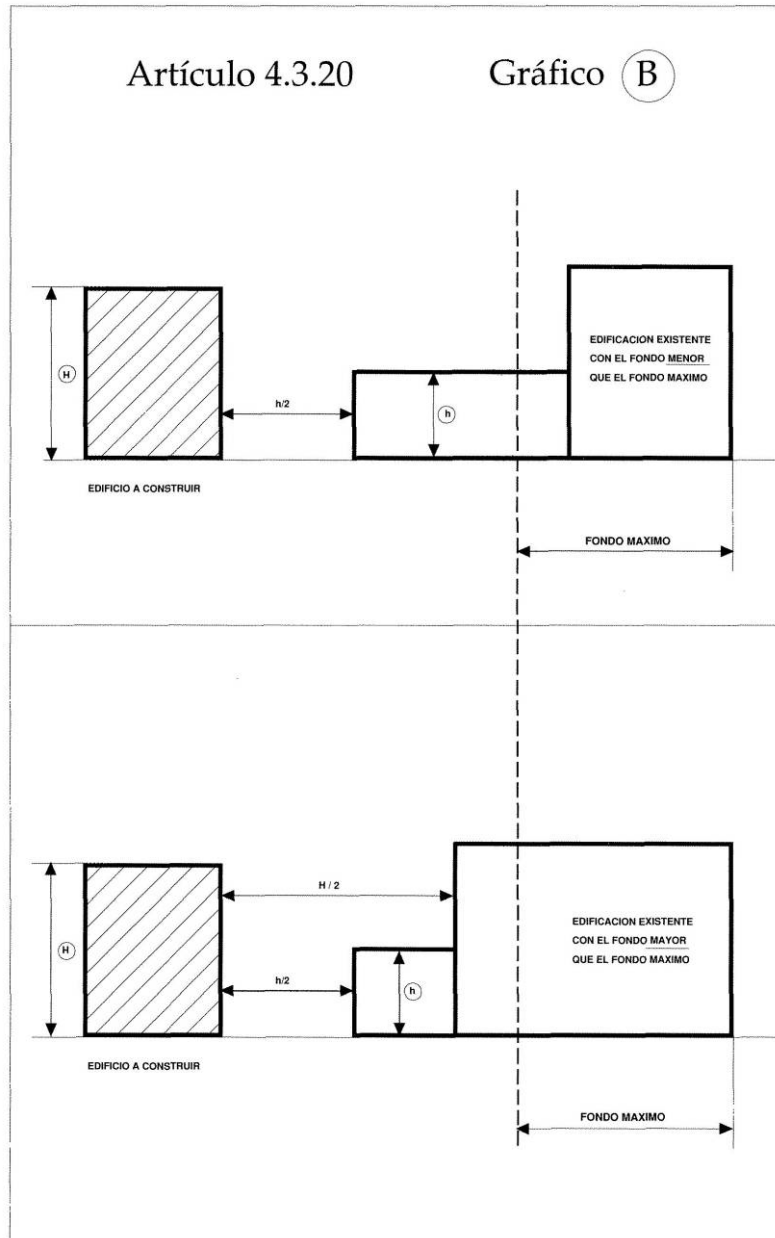 Artículo 4.3.20 Gráfico B
H
h/2
h
EDIFICACION EXISTENTE
CON EL FONDO MENOR
QUE EL FONDO MAXIMO
EDIFICIO A CONSTRUIR
FONDO MAXIMO
H / 2
H
h/2
h
EDIFICACION EXISTENTE
CON EL FONDO MAYOR
QUE EL FONDO MAXIMO
EDIFICIO A CONSTRUIR
FONDO MAXIMO